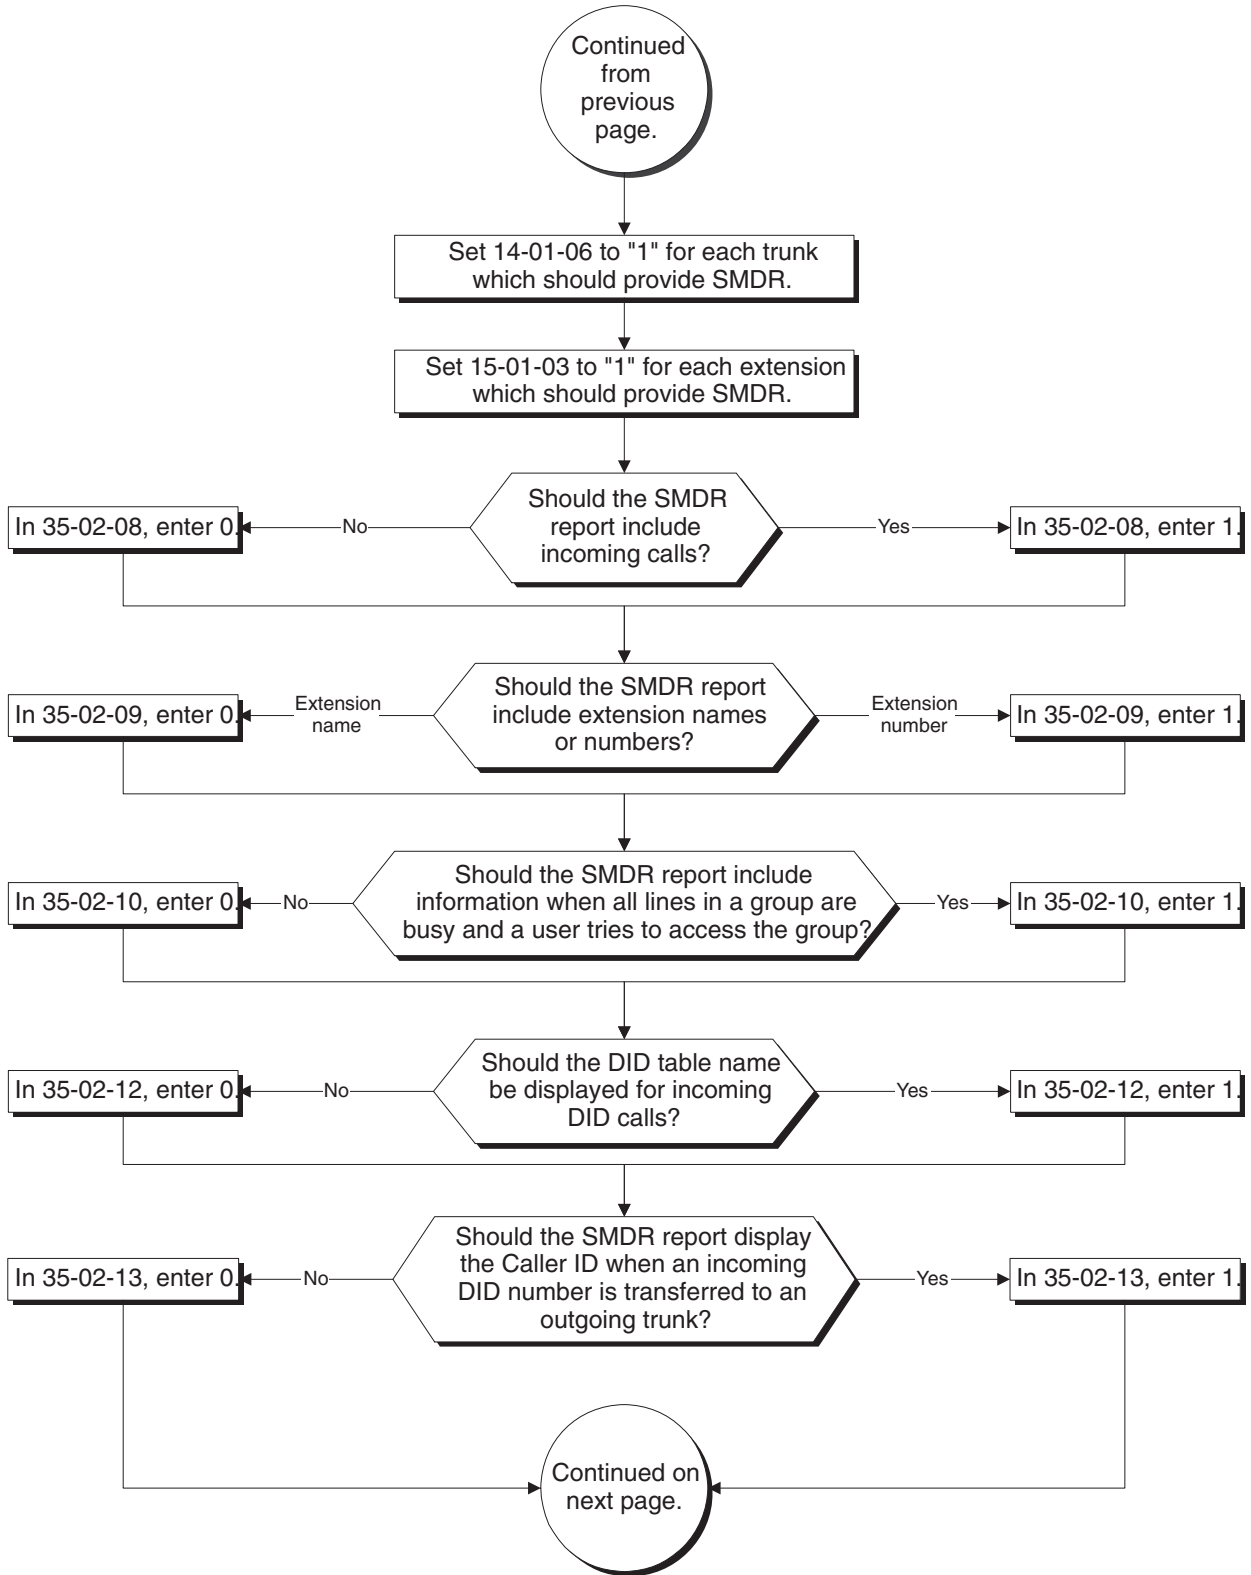 Continued
from
previous
page.
Set 14-01-06 to "1" for each trunk
which should provide SMDR.
Set 15-01-03 to "1" for each extension
which should provide SMDR.
Should the SMDR
report include
incoming calls?
In 35-02-08, enter 0.
No
Yes
In 35-02-08, enter 1.
Should the SMDR report
include extension names
or numbers?
In 35-02-09, enter 0.
Extension
name
Extension
number
In 35-02-09, enter 1.
Should the SMDR report include
information when all lines in a group are
busy and a user tries to access the group?
In 35-02-10, enter 0.
No
Yes
In 35-02-10, enter 1.
Should the DID table name
be displayed for incoming
DID calls?
In 35-02-12, enter 0.
No
Yes
In 35-02-12, enter 1.
Should the SMDR report display
the Caller ID when an incoming
DID number is transferred to an
outgoing trunk?
In 35-02-13, enter 0.
No
Yes
In 35-02-13, enter 1.
Continued on
next page.